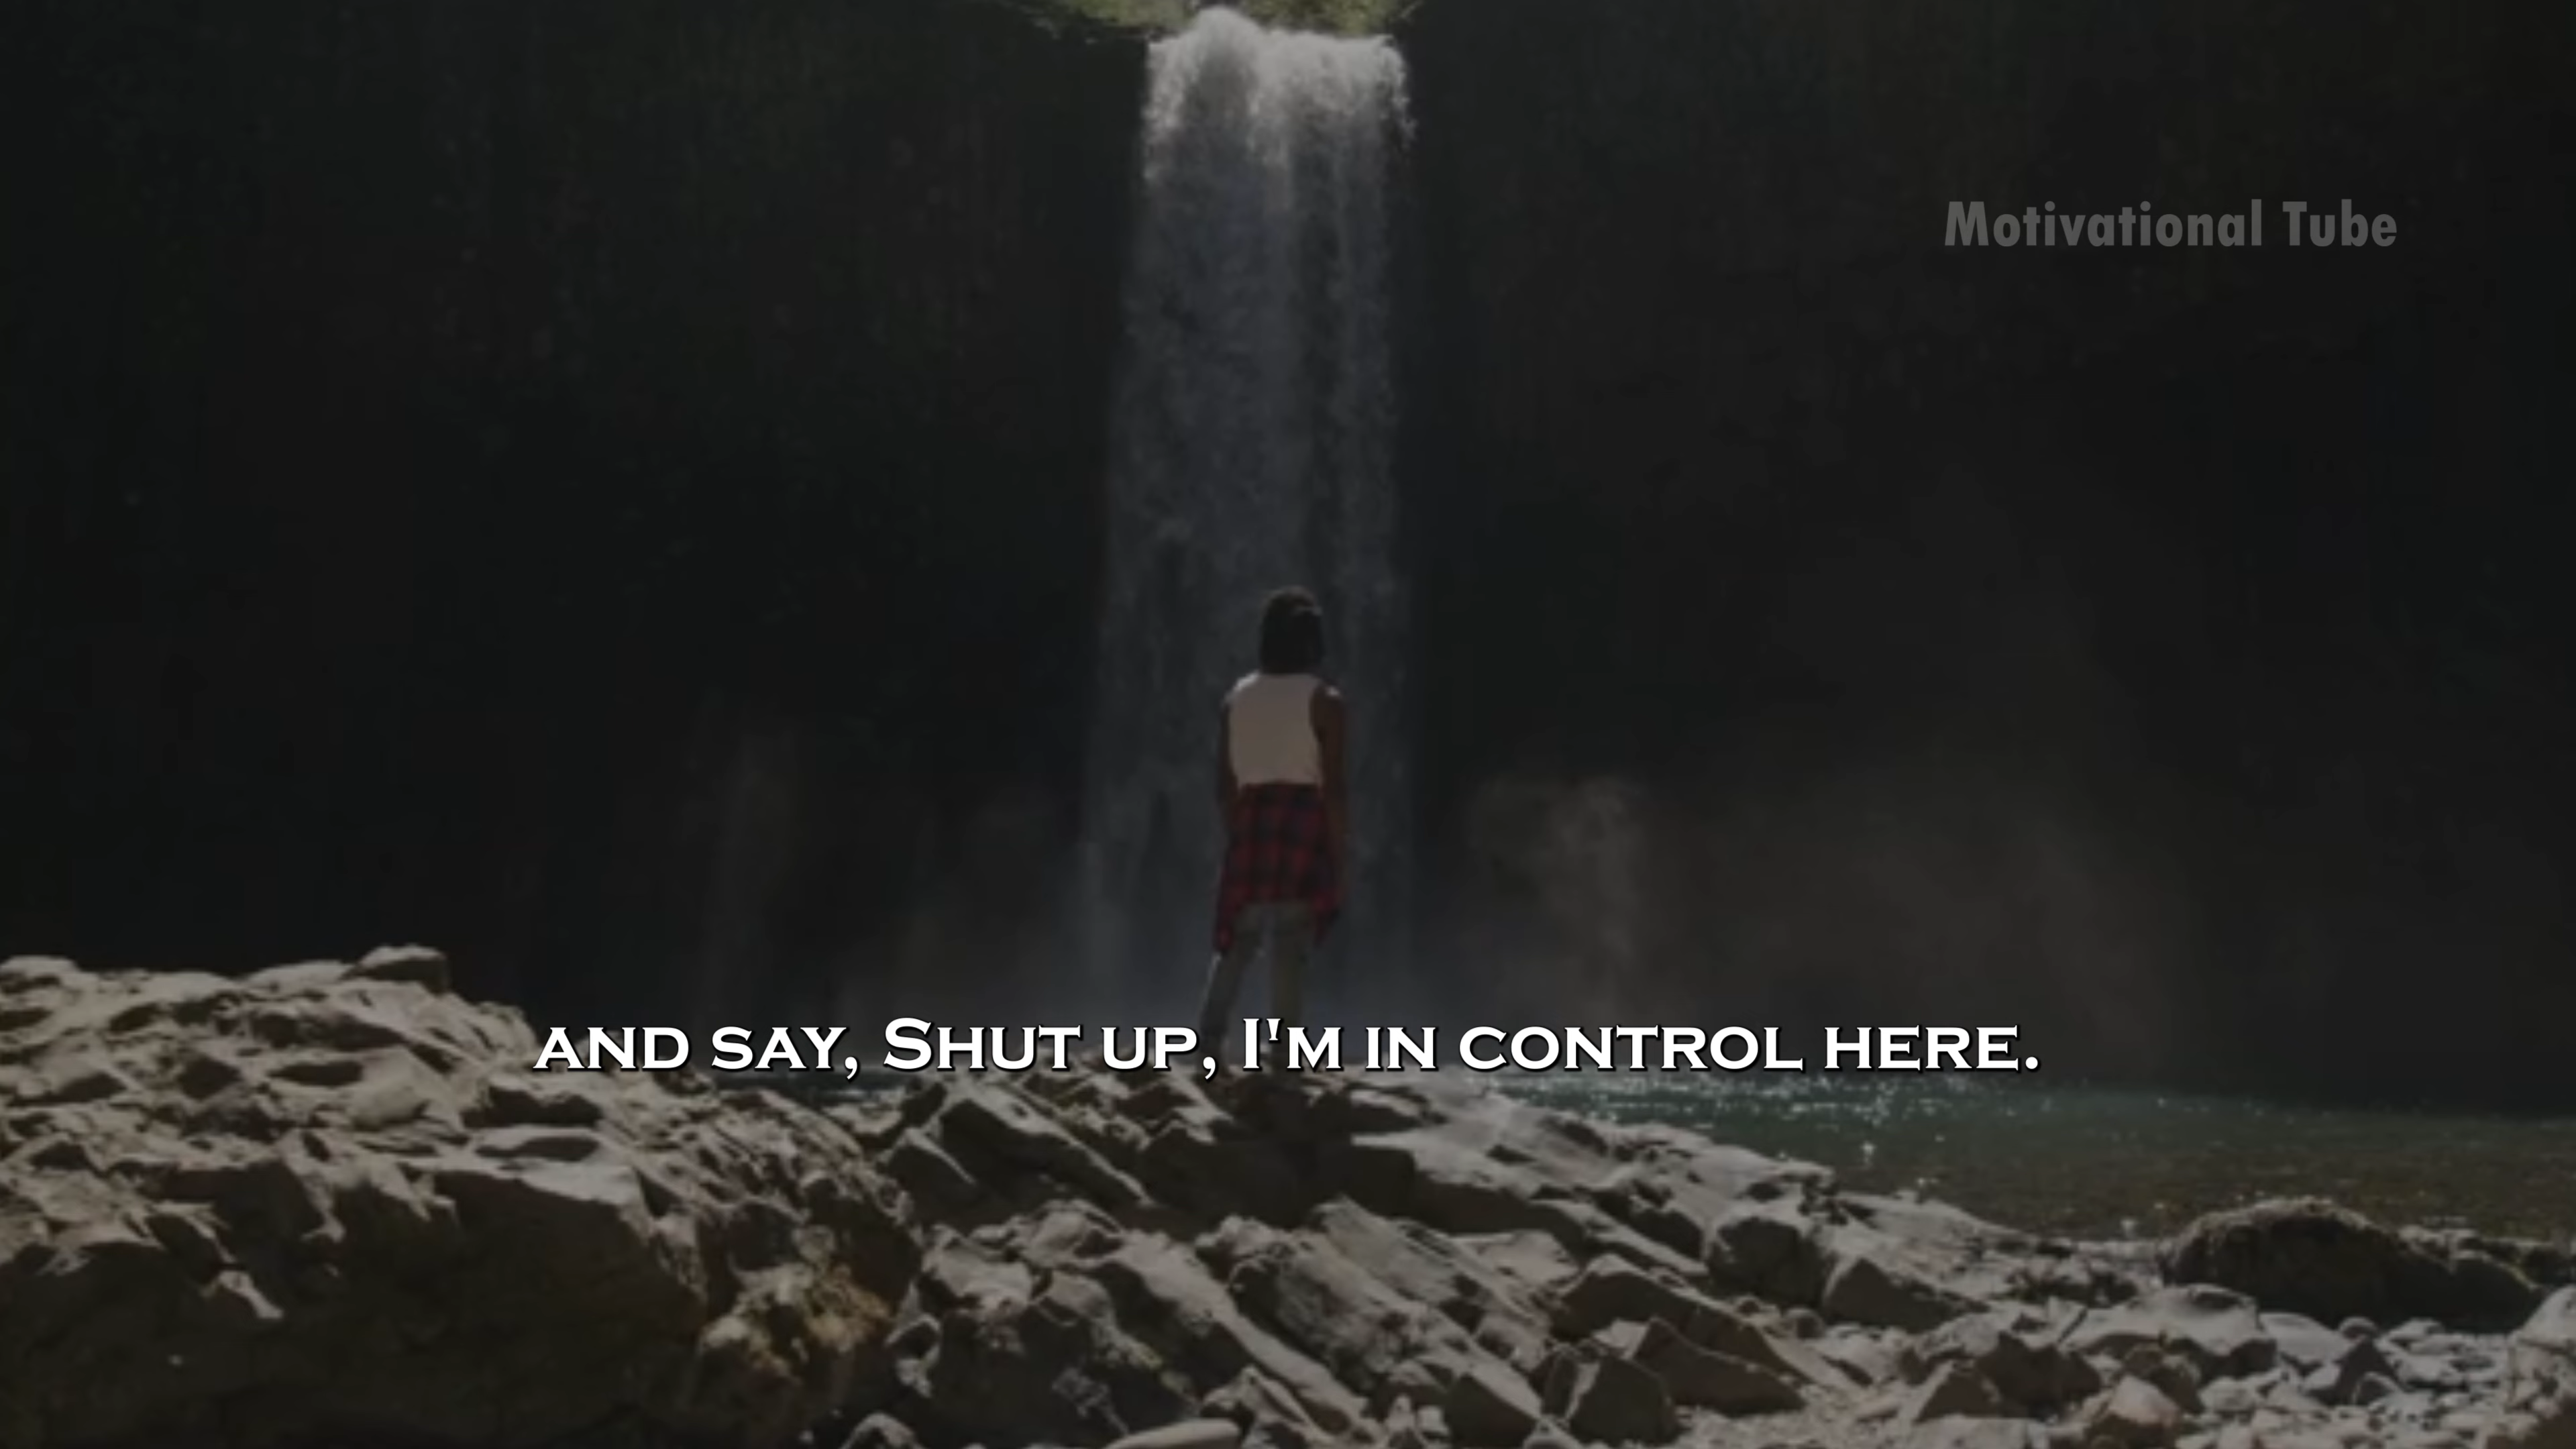 Motivational Tube
AND SAY, SHUT UP, I'M IN CONTROL HERE.